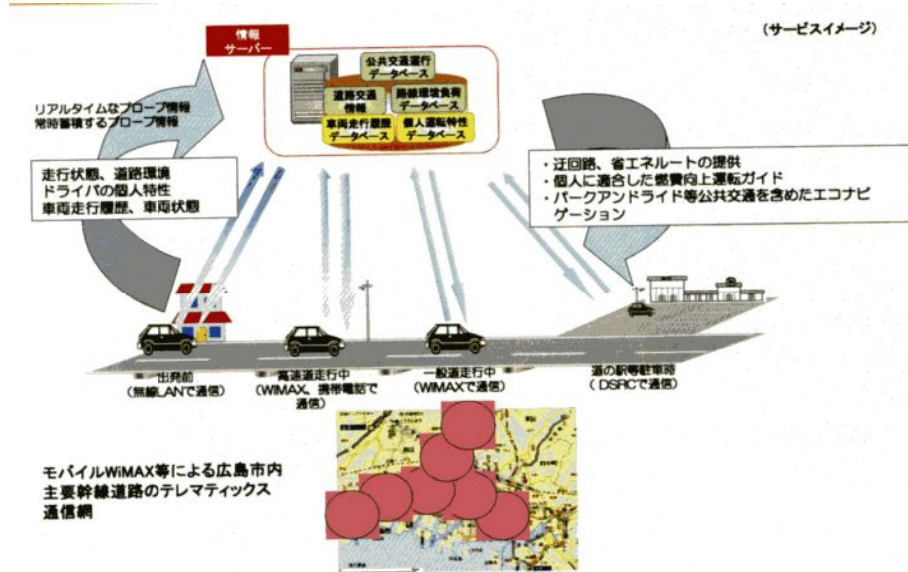 （サービスイメージ）
情報
サーバー
公共交通運行
データベース
道路交通
情報
路線環境負荷
データベース
車両走行履歴
データベース
個人運転特性
データベース
リアルタイムなプローブ情報
常時蓄積するプローブ情報
走行状態、道路環境
ドライバの個人特性
車両走行履歴、車両状態
・迂回路、省エネルートの提供
・個人に適合した燃費向上運転ガイド
・パークアンドライド等公共交通を含めたエコナビ
ゲーション
出発前
（無線LANで通信）
高速道走行中
（WiMAX、携帯電話で
通信）
一般道走行中
（WiMAXで通信）
道の駅等駐車時
（DSRCで通信）
モバイルWiMAX等による広島市内
主要幹線道路のテレマティックス
通信網